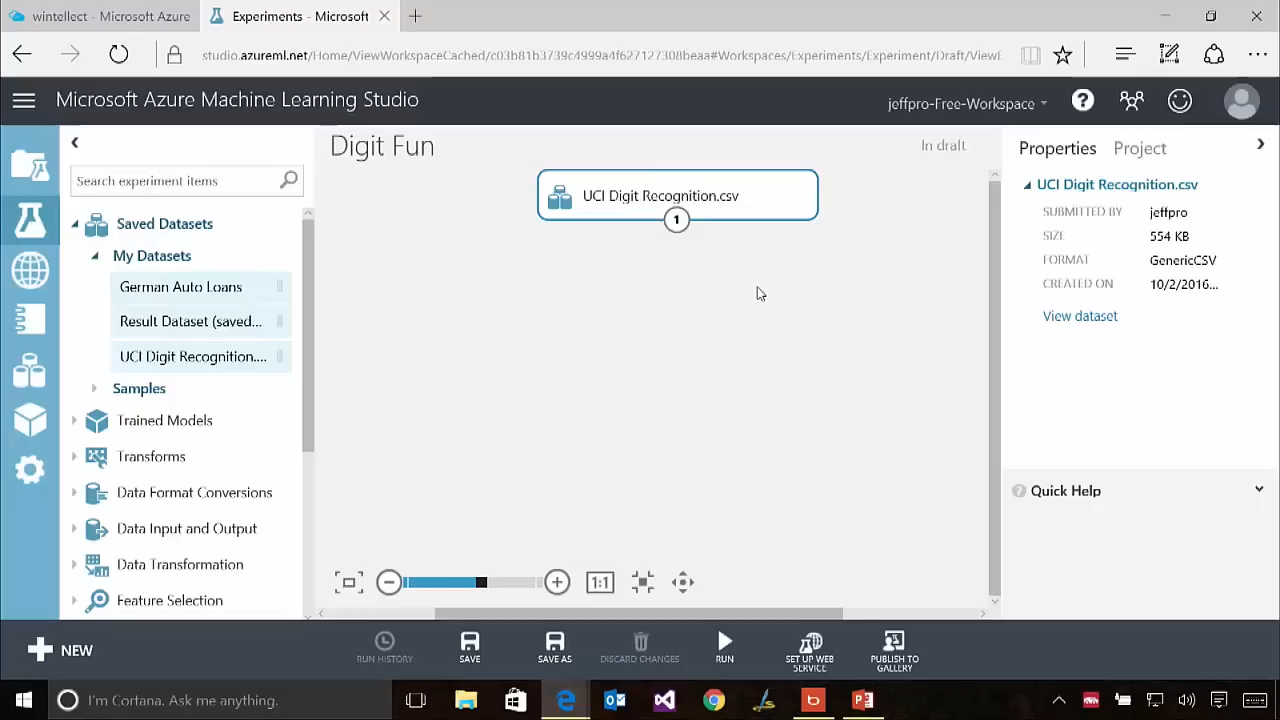 wintellect - Microsoft Azure
Experiments - Microsoft
studio.azureml.net/Home/ViewWorkspaceCached/c03b81b3739c4999a4f627127308beaa#Workspaces/Experiments/Experiment/Draft/ViewE
Microsoft Azure Machine Learning Studio
jeffpro-Free-Workspace
?
Search experiment items
Saved Datasets
My Datasets
German Auto Loans
Result Dataset (saved...
UCI Digit Recognition....
Samples
Trained Models
Transforms
Data Format Conversions
Data Input and Output
Data Transformation
Feature Selection
Digit Fun
In draft
UCI Digit Recognition.csv
1
1:1
Properties Project
UCI Digit Recognition.csv
SUBMITTED BY jeffpro
SIZE 554 KB
FORMAT GenericCSV
CREATED ON 10/2/2016...
View dataset
? Quick Help
NEW
RUN HISTORY
SAVE
SAVE AS
DISCARD CHANGES
RUN
SET UP WEB
SERVICE
PUBLISH TO
GALLERY
I'm Cortana. Ask me anything.